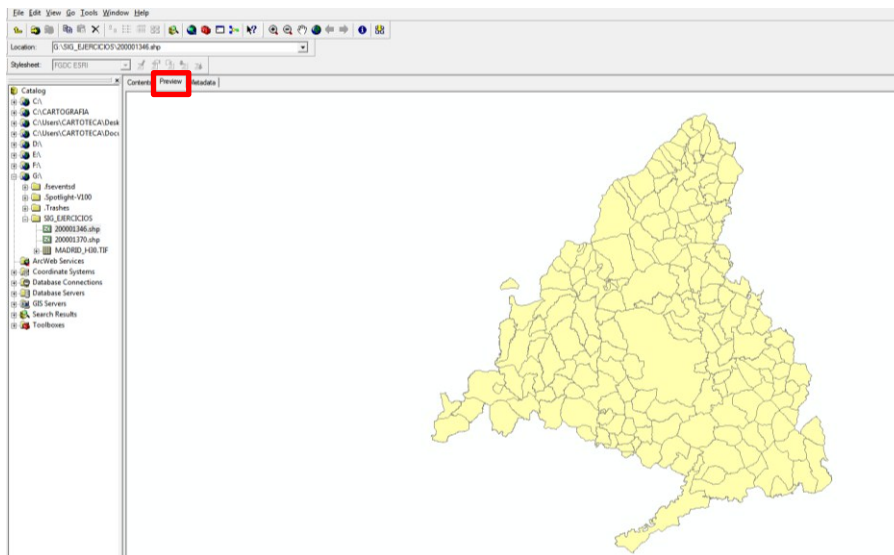 File Edit View Go Tools Window Help
Location: G:\SIG_EJERCICIOS\200001346.shp
Stylesheet: FGDC ESRI
Contents Preview Metadata
Catalog
C:\
C:\CARTOGRAFIA
C:\Users\CARTOTECA\Desk
C:\Users\CARTOTECA\Docu
D:\
E:\
F:\
G:\
.fseventsd
.Spotlight-V100
.Trashes
SIG_EJERCICIOS
200001346.shp
200001370.shp
MADRID_H30.TIF
ArcWeb Services
Coordinate Systems
Database Connections
Database Servers
GIS Servers
Search Results
Toolboxes